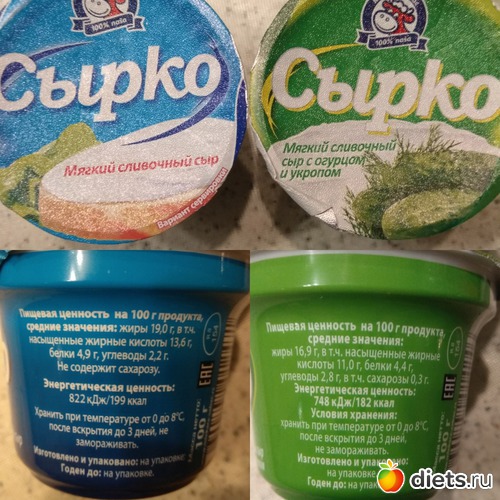 100% naša
Сырко
Мягкий сливочный сыр
Вариант сервировки
100% naša
Сырко
Мягкий сливочный
сыр с огурцом
и укропом
Пищевая ценность на 100 г продукта,
средние значения: жиры 19,0 г, в т.ч.
насыщенные жирные кислоты 13,6 г,
белки 4,9 г, углеводы 2,2 г.
Не содержит сахарозу.
Энергетическая ценность:
822 кДж/199 ккал
Хранить при температуре от 0 до 8°С,
после вскрытия до 3 дней, не
замораживать.
Изготовлено и упаковано: на упаковке.
Годен до: на упаковке.
EAC
100 г
Пищевая ценность на 100 г продукта,
средние значения:
жиры 16,9 г, в т.ч. насыщенные жирные
кислоты 11,0 г, белки 4,4 г,
углеводы 2,8 г, в т.ч. сахарозы 0,3 г.
Энергетическая ценность:
748 кДж/182 ккал
Условия хранения:
хранить при температуре от 0 до 8°С,
после вскрытия до 3 дней,
не замораживать.
Изготовлено и упаковано: на упаковке
Годен до: на упаковке.
EAC
100 г
diets.ru